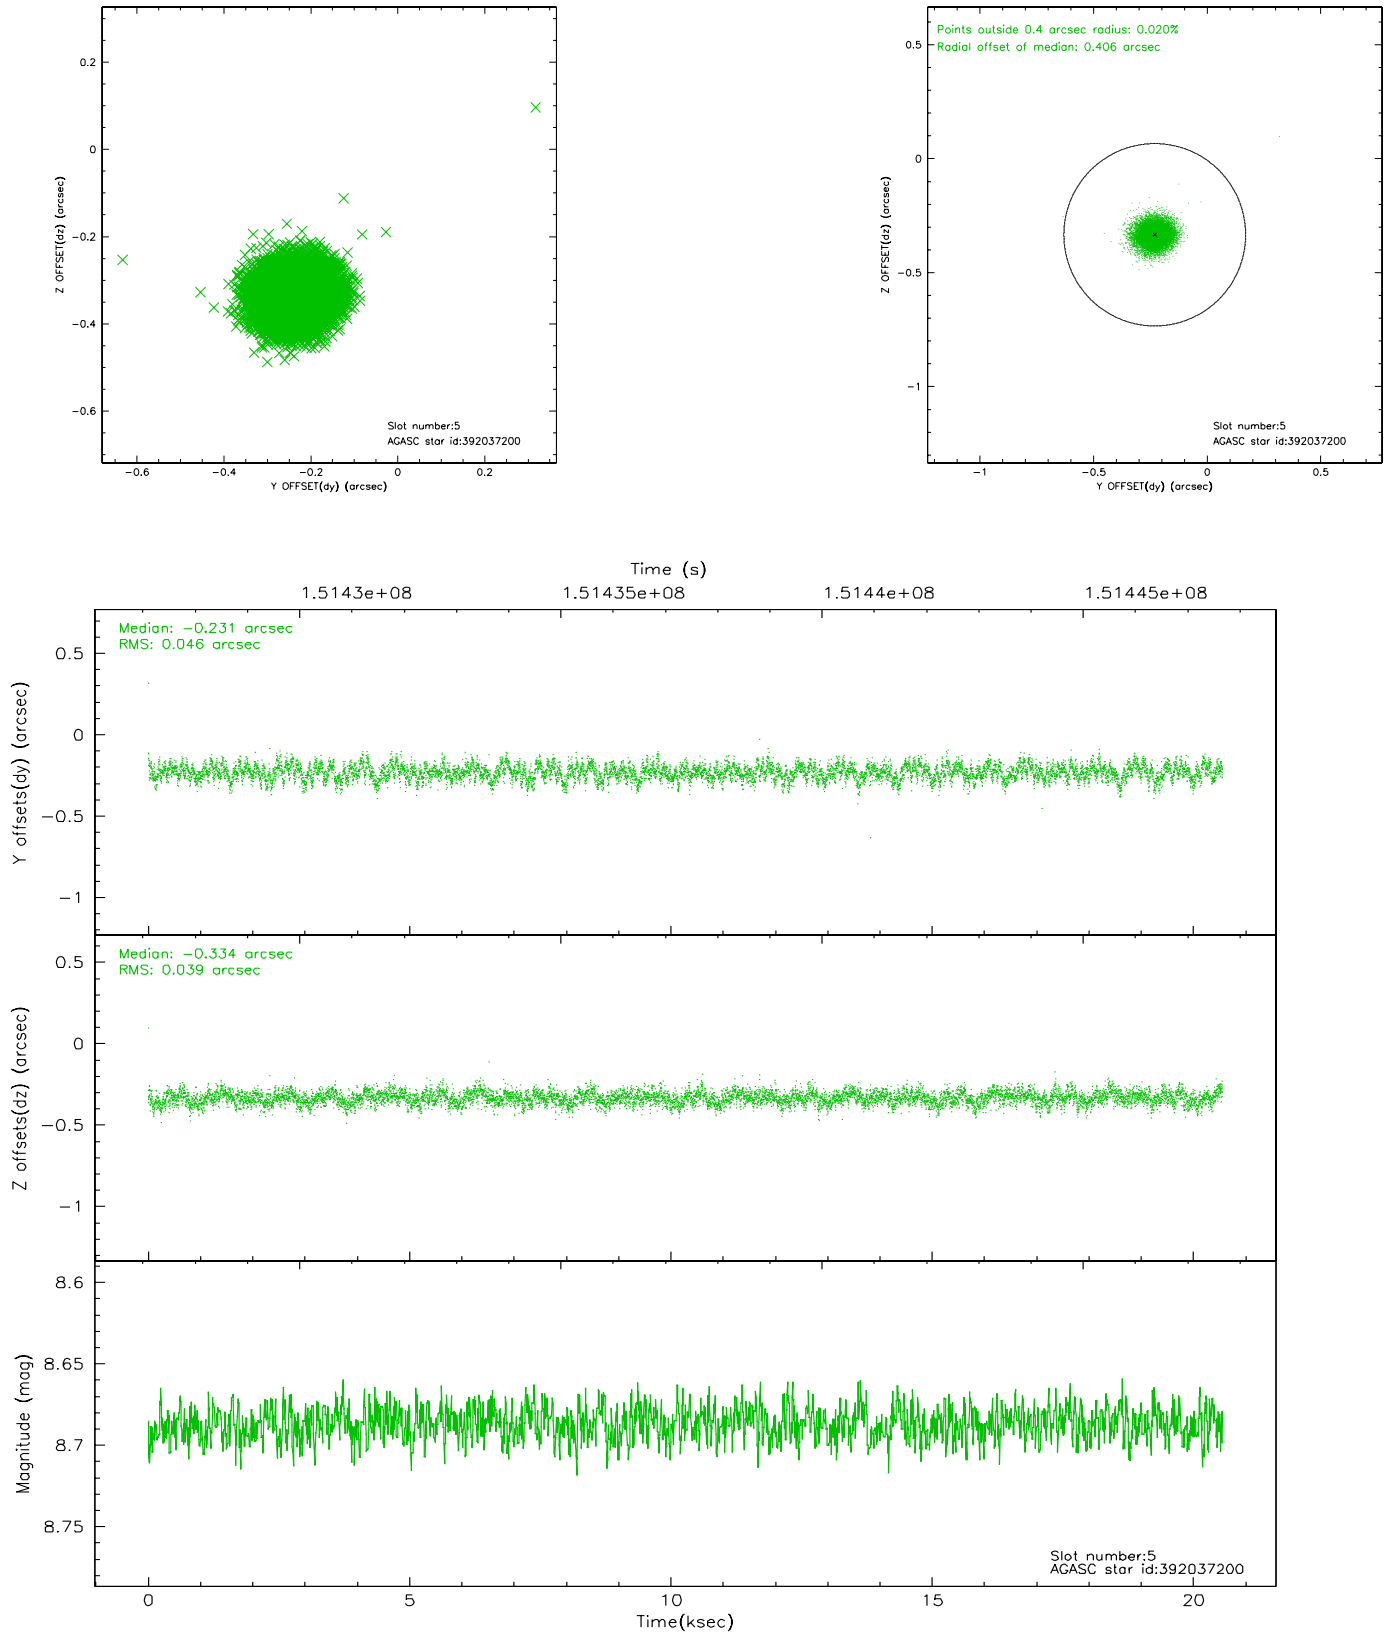 0.2
0
−0.2
−0.4
−0.6
Z OFFSET(dz) (arcsec)
Slot number:5
AGASC star id:392037200
−0.6 −0.4 −0.2 0 0.2
Y OFFSET(dy) (arcsec)
Points outside 0.4 arcsec radius: 0.020%
Radial offset of median: 0.406 arcsec
0.5
0
−0.5
−1
Z OFFSET(dz) (arcsec)
Slot number:5
AGASC star id:392037200
−1 −0.5 0 0.5
Y OFFSET(dy) (arcsec)
Time (s)
1.5143e+08 1.51435e+08 1.5144e+08 1.51445e+08
Median: −0.231 arcsec
RMS: 0.046 arcsec
0.5
0
−0.5
−1
Y offsets(dy) (arcsec)
Median: −0.334 arcsec
RMS: 0.039 arcsec
0.5
0
−0.5
−1
Z offsets(dz) (arcsec)
8.6
8.65
8.7
8.75
Magnitude (mag)
Slot number:5
AGASC star id:392037200
0 5 10 15 20
Time(ksec)